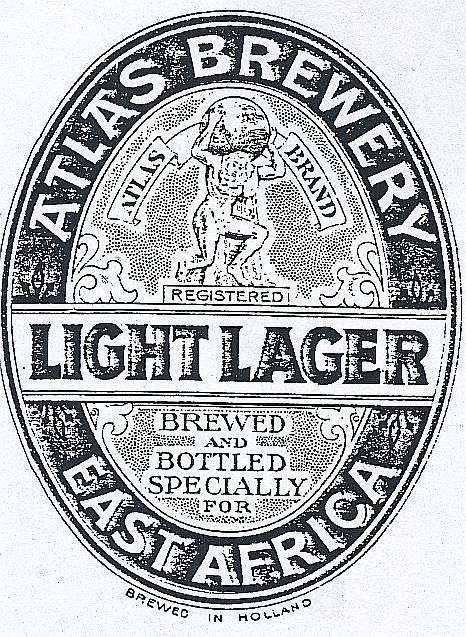 ATLAS BREWERY
ATLAS BRAND
REGISTERED
LIGHT LAGER
BREWED
AND
BOTTLED
SPECIALLY
FOR
EAST AFRICA
BREWED IN HOLLAND